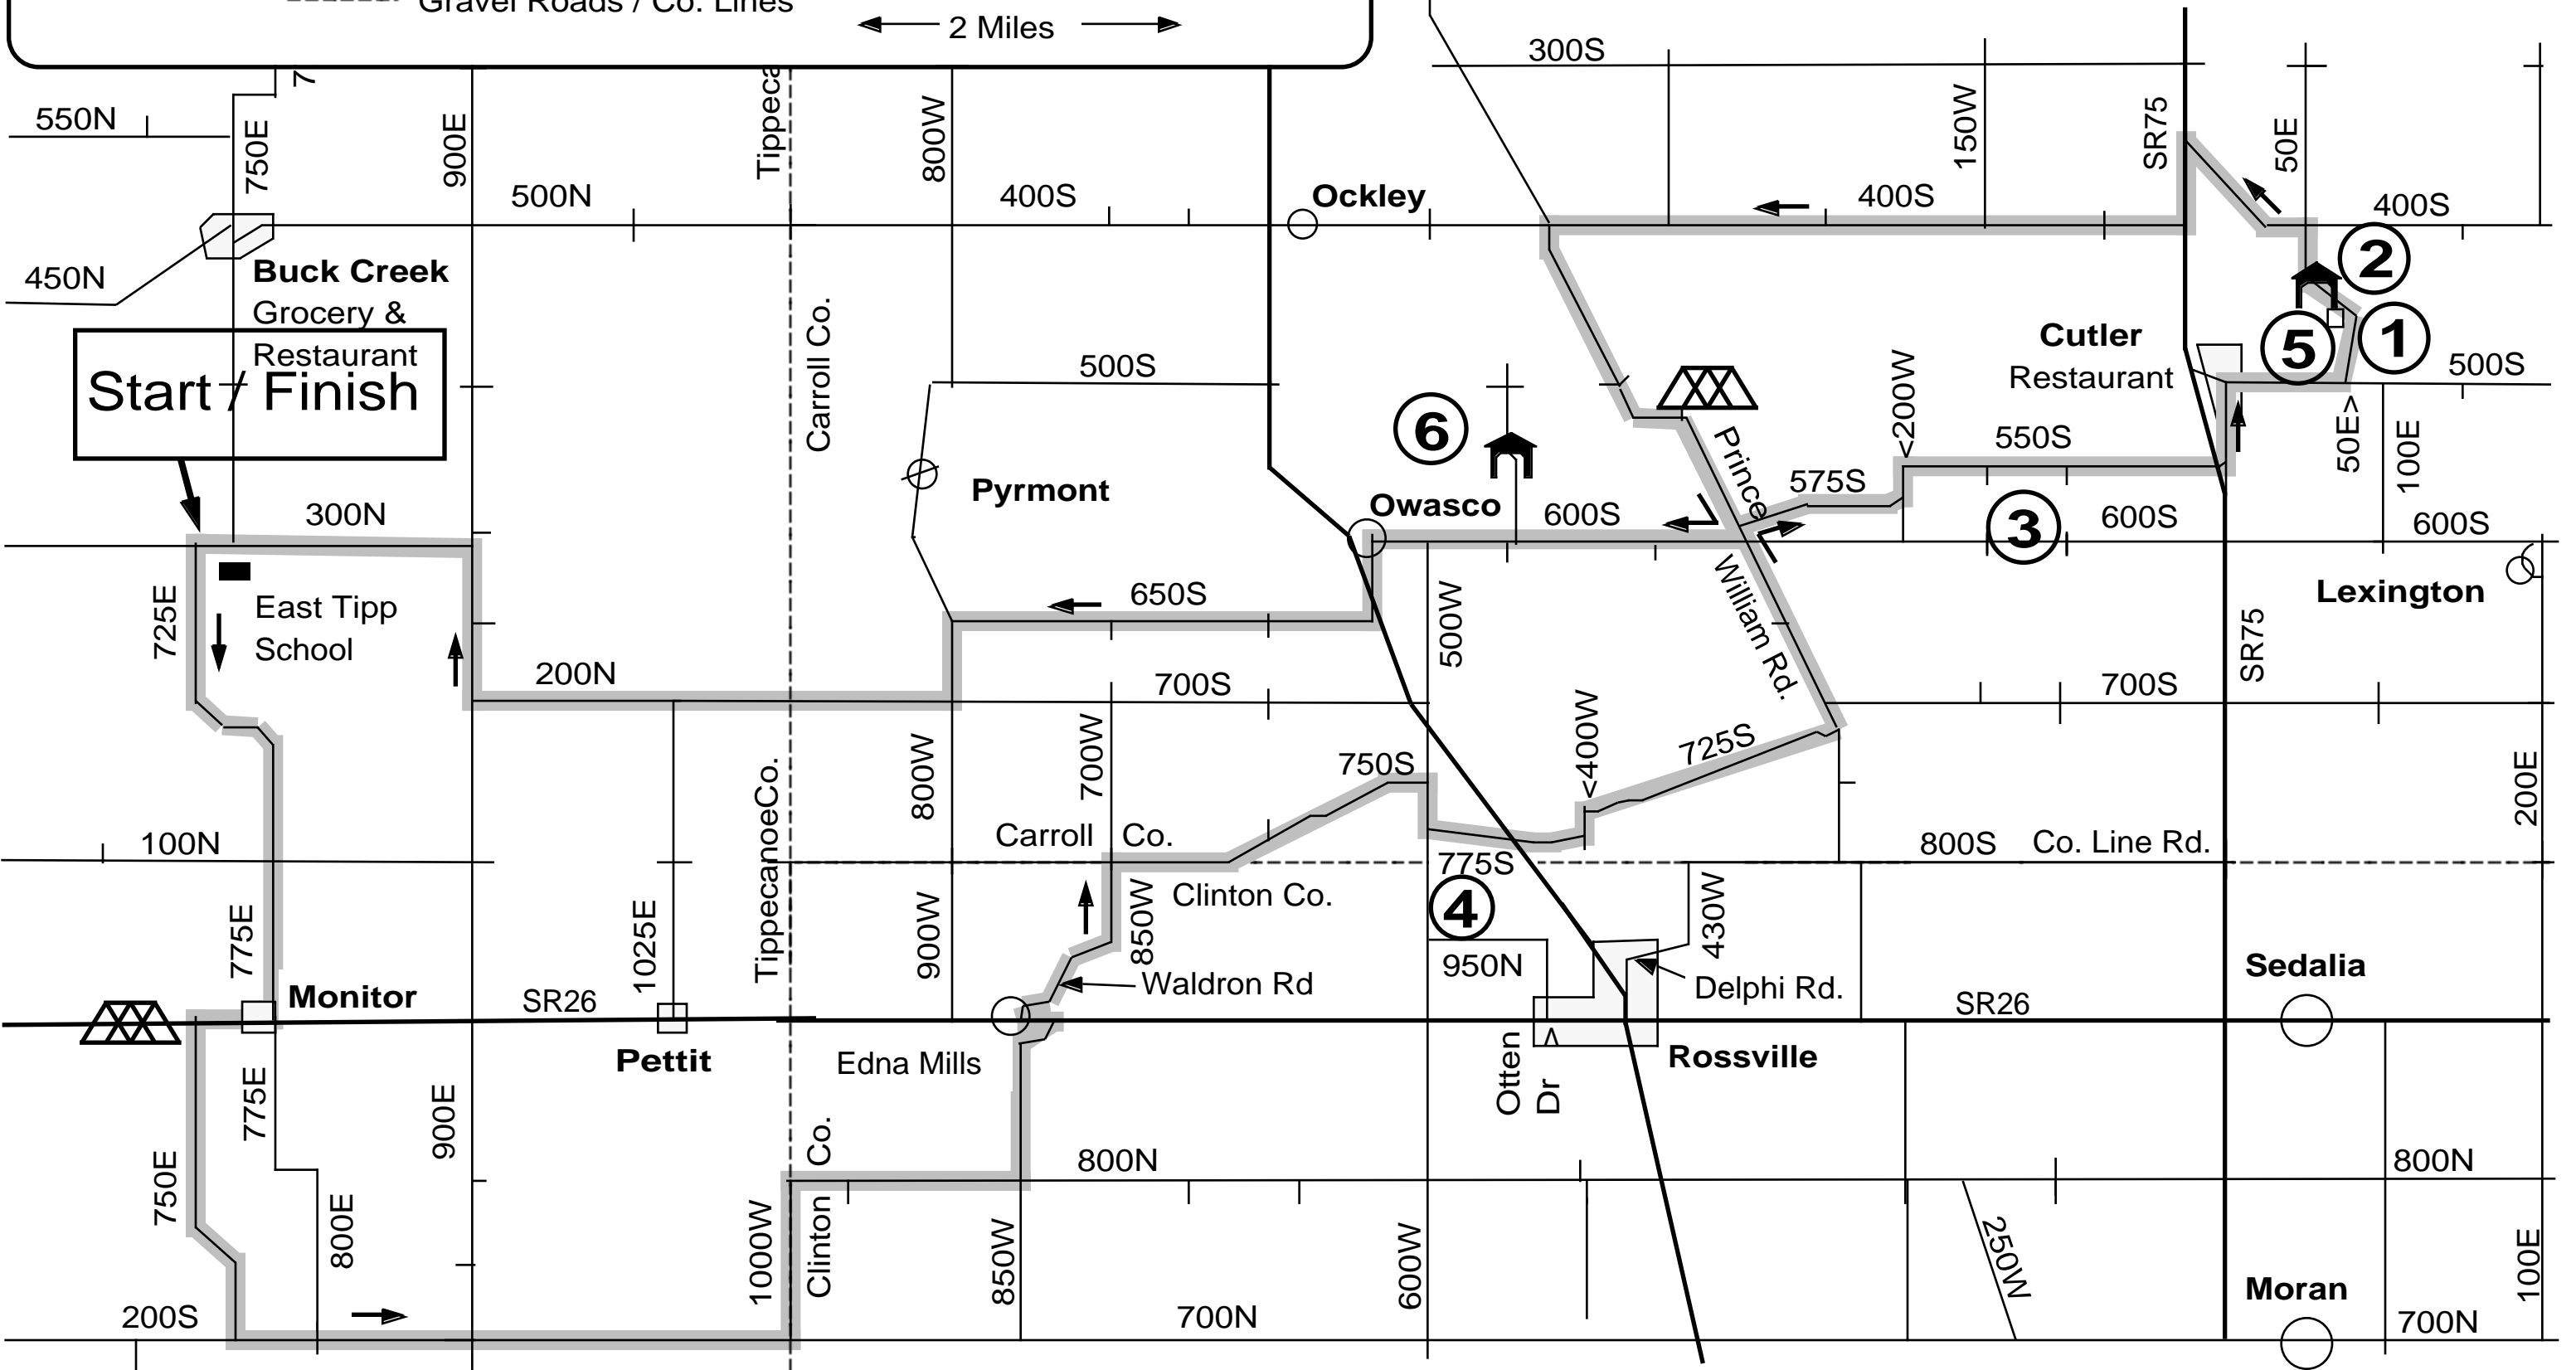 Gravel Roads / Co. Lines
2 Miles
300S
550N
750E
900E
Tippeca
800W
150W
SR75
50E
500N
400S
Ockley
400S
400S
450N
Buck Creek
Grocery &
Restaurant
Start / Finish
Carroll Co.
500S
2
1
5
Cutler
Restaurant
500S
<200W
50E>
100E
6
Prince
550S
575S
Pyrmont
Owasco
600S
3
600S
600S
300N
725E
East Tipp
School
650S
500W
William Rd.
Lexington
SR75
200N
700S
700S
800W
700W
750S
<400W
725S
200E
100N
TippecanoeCo.
Carroll Co.
775S
800S
Co. Line Rd.
775E
1025E
900W
850W
Clinton Co.
4
430W
950N
Waldron Rd
Delphi Rd.
Sedalia
Monitor
SR26
SR26
Pettit
Edna Mills
Otten
Dr
>
Rossville
775E
900E
750E
800E
1000W
Clinton Co.
800N
800N
850W
600W
250W
Moran
100E
200S
700N
700N